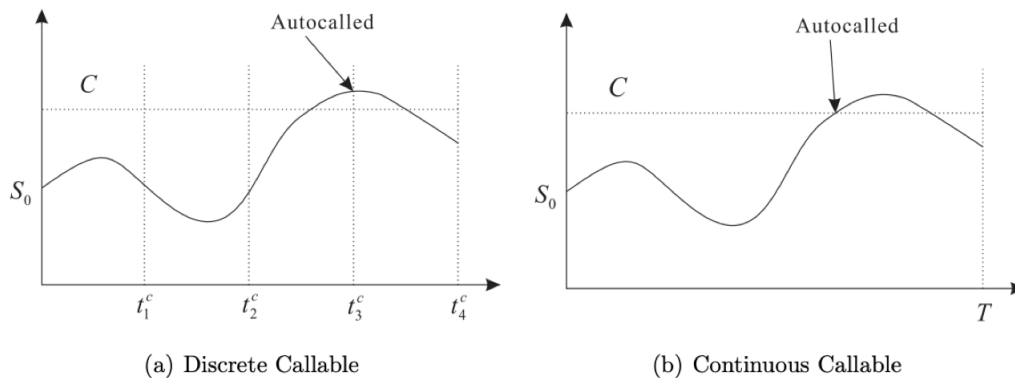 Autocalled
C
S₀
t₁ᶜ
t₂ᶜ
t₃ᶜ
t₄ᶜ
(a) Discrete Callable
Autocalled
C
S₀
T
(b) Continuous Callable